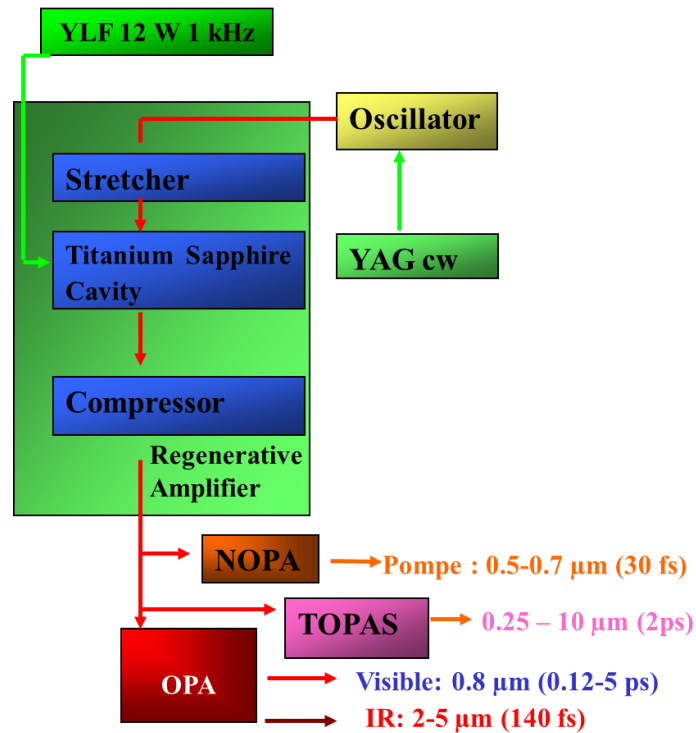 YLF 12 W 1 kHz
Oscillator
Stretcher
Titanium Sapphire
Cavity
YAG cw
Compressor
Regenerative
Amplifier
NOPA
Pompe : 0.5-0.7 µm (30 fs)
TOPAS
0.25 – 10 µm (2ps)
OPA
Visible: 0.8 µm (0.12-5 ps)
IR: 2-5 µm (140 fs)